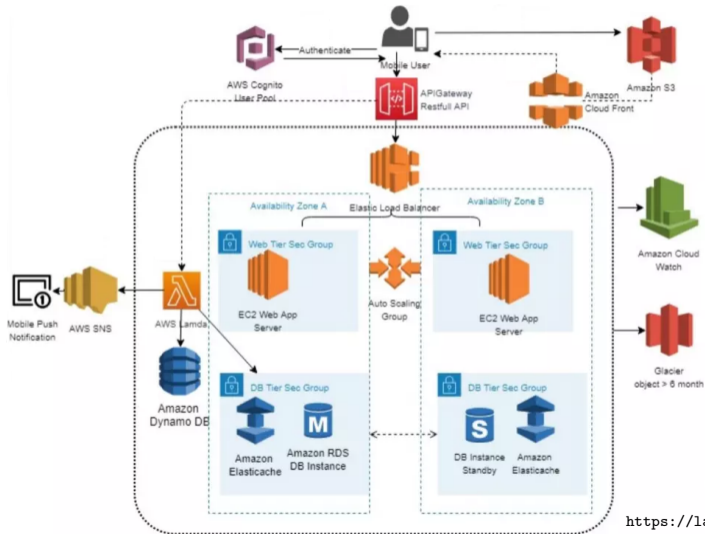 Authenticate
Mobile User
AWS Cognito
User Pool
APIGateway
Restfull API
Amazon
Cloud Front
Amazon S3
Elastic Load Balancer
Availability Zone A
Availability Zone B
Web Tier Sec Group
EC2 Web App
Server
Auto Scaling
Group
Web Tier Sec Group
EC2 Web App
Server
Amazon Cloud
Watch
Mobile Push
Notification
AWS SNS
AWS Lamda
Amazon
Dynamo DB
Glacier
object > 6 month
DB Tier Sec Group
Amazon
Elasticache
M
Amazon RDS
DB Instance
DB Tier Sec Group
S
DB Instance
Standby
Amazon
Elasticache